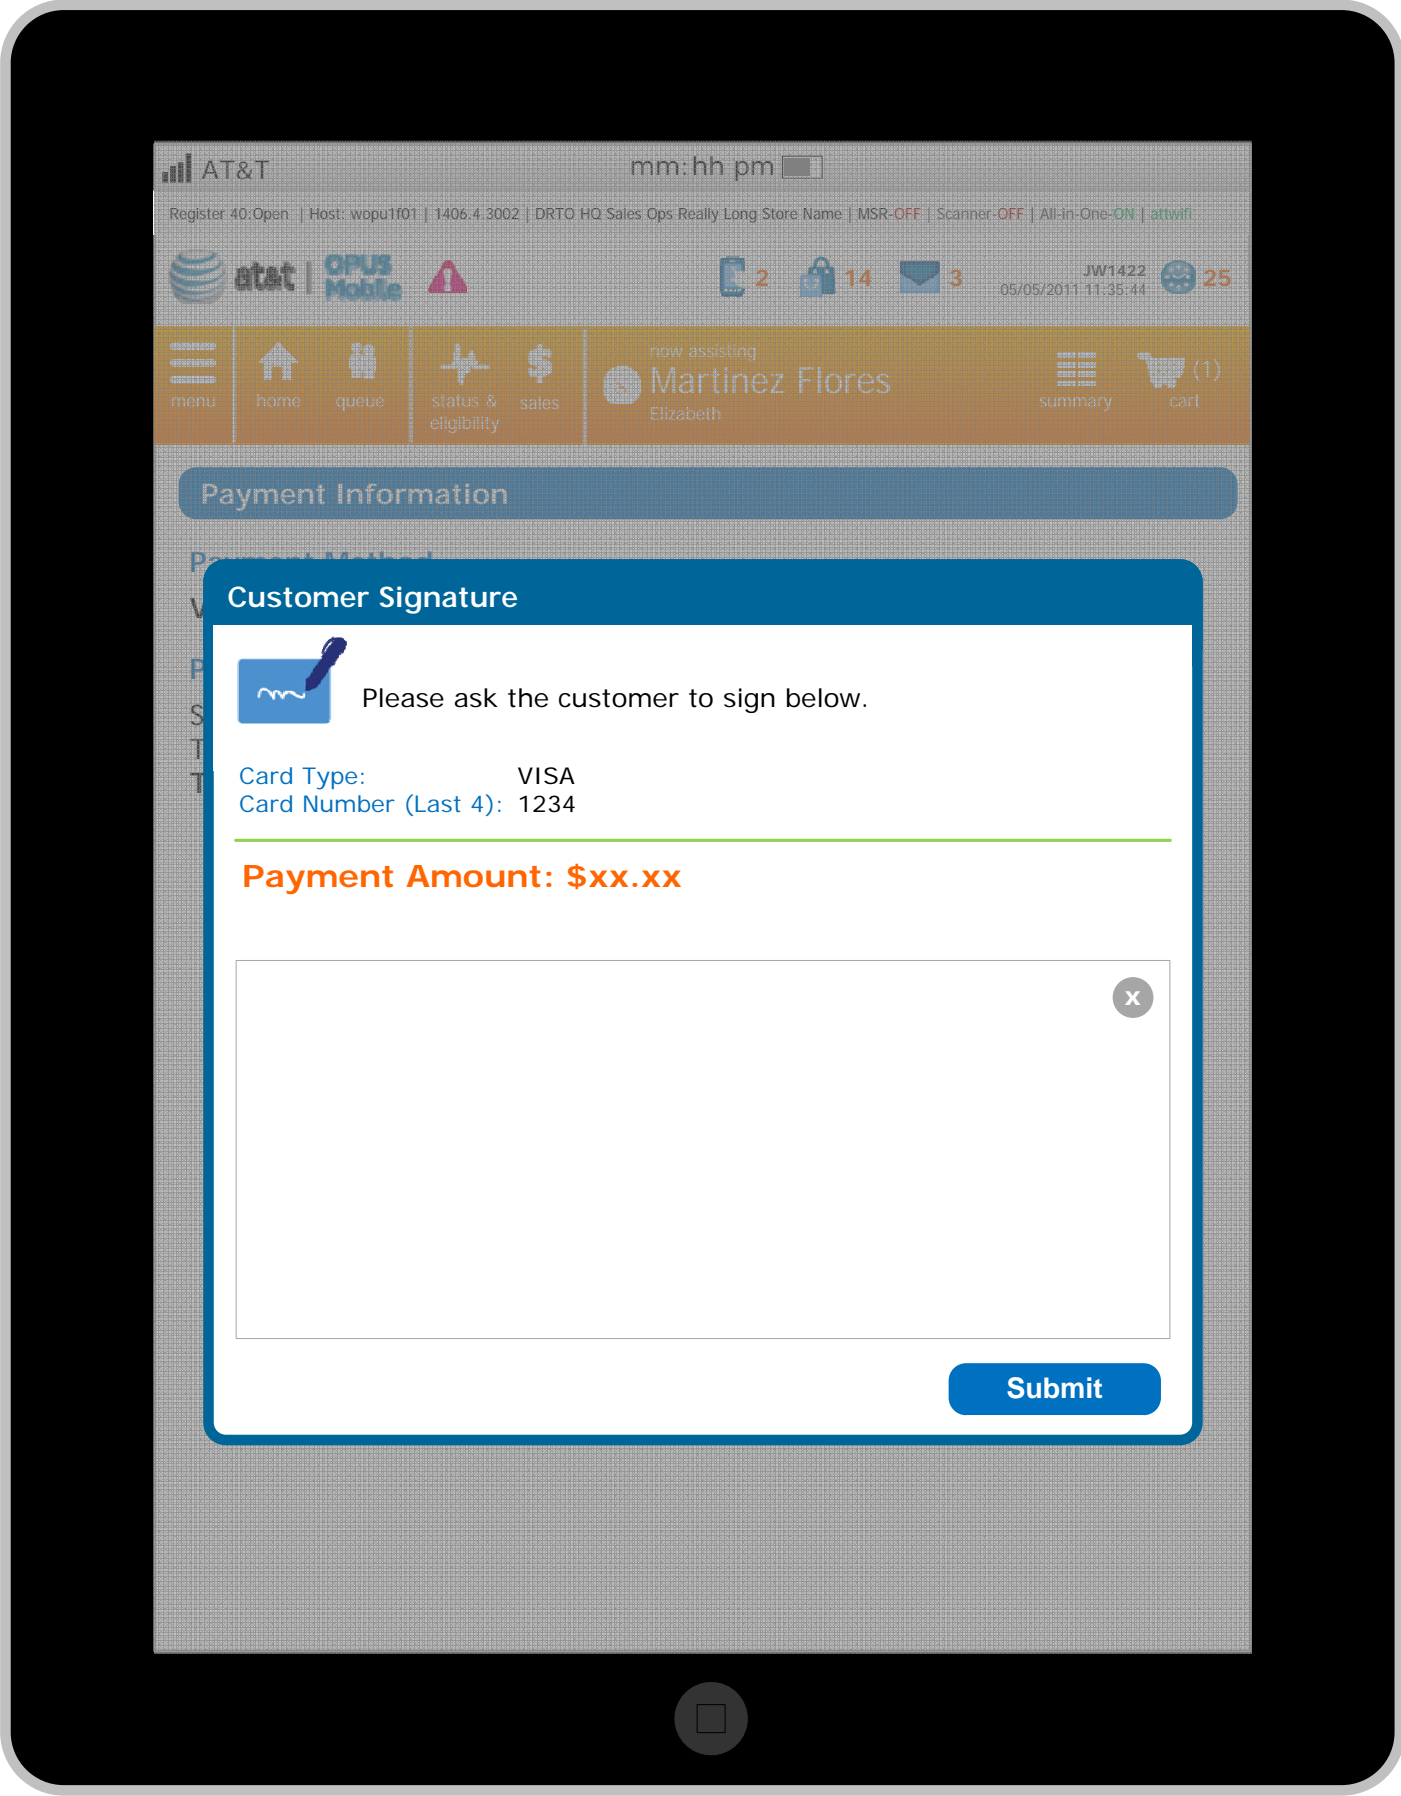 AT&T mm:hh pm
Register 40:Open | Host: wopu1f01 | 1406.4.3002 | DRTO HQ Sales Ops Really Long Store Name | MSR-OFF | Scanner-OFF | All-in-One-ON | attwifi
at&t | OPUS Mobile 2 14 3 JW1422 25
05/05/2011 11:35:44
menu home queue status & eligibility sales
now assisting
Martinez Flores
Elizabeth
summary (1) cart
Payment Information
Payment Method
Customer Signature
Please ask the customer to sign below.
Card Type: VISA
Card Number (Last 4): 1234
Payment Amount: $xx.xx
x
Submit